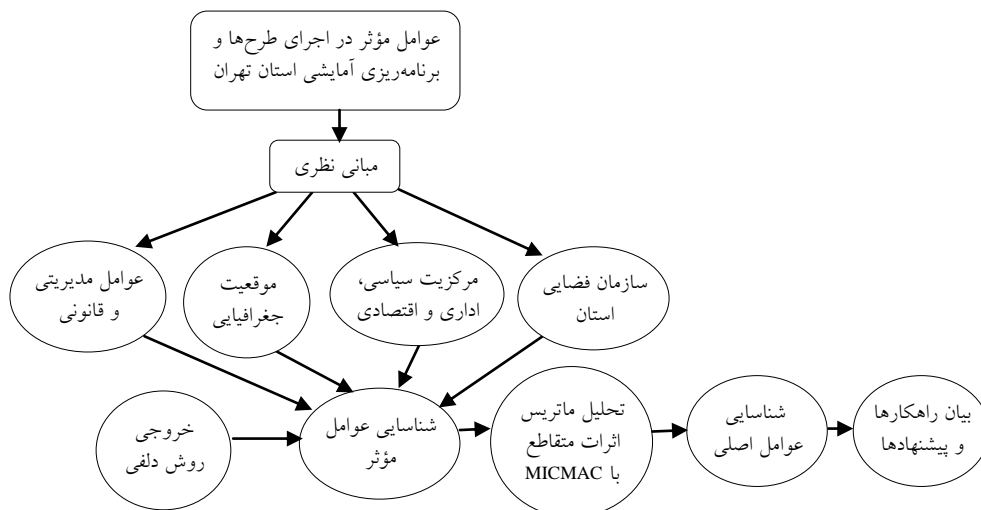 عوامل مؤثر در اجرای طرح‌ها و
برنامه‌ریزی آمایشی استان تهران
مبانی نظری
سازمان فضایی
استان
مرکزیت سیاسی،
اداری و اقتصادی
موقعیت
جغرافیایی
عوامل مدیریتی
و قانونی
خروجی
روش دلفی
شناسایی عوامل
مؤثر
تحلیل ماتریس
اثرات متقاطع
با MICMAC
شناسایی
عوامل اصلی
بیان راهکارها
و پیشنهادها